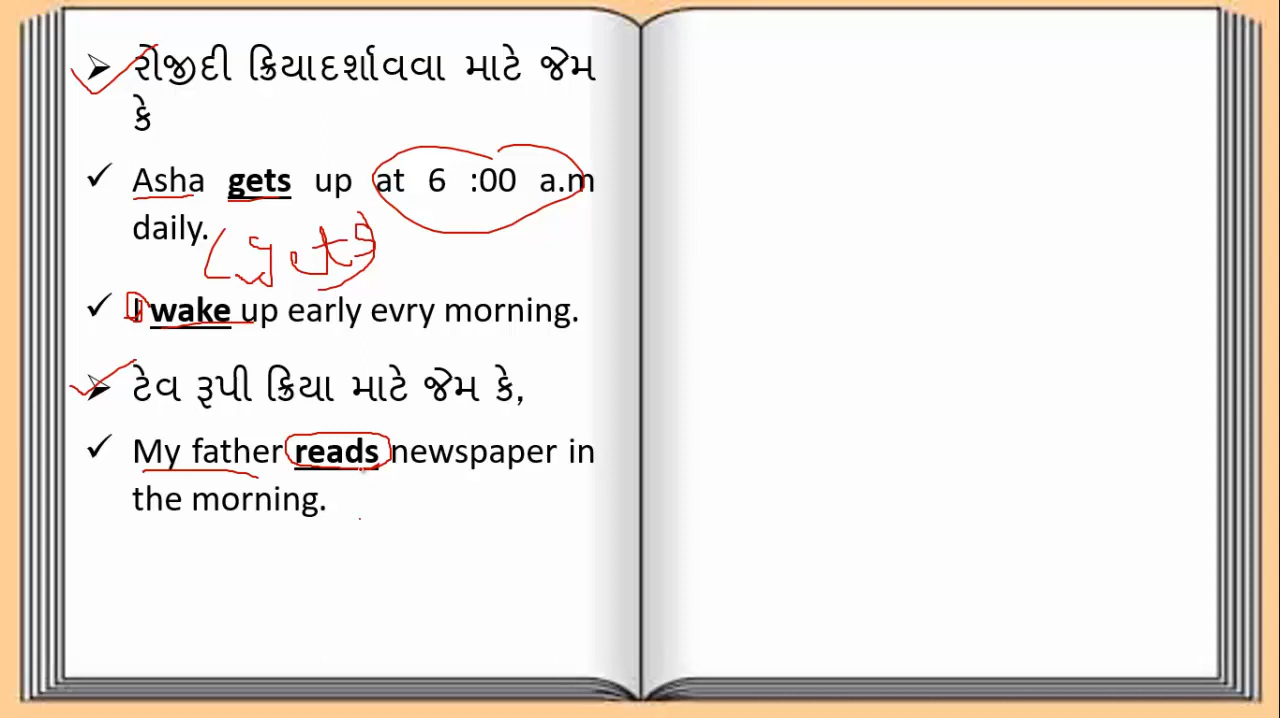 રોજીદી ક્રિયાદર્શાવવા માટે જેમ
કે
Asha gets up at 6 :00 a.m
daily.
gets
I wake up early evry morning.
ટેવ રૂપી ક્રિયા માટે જેમ કે,
My father reads newspaper in
the morning.